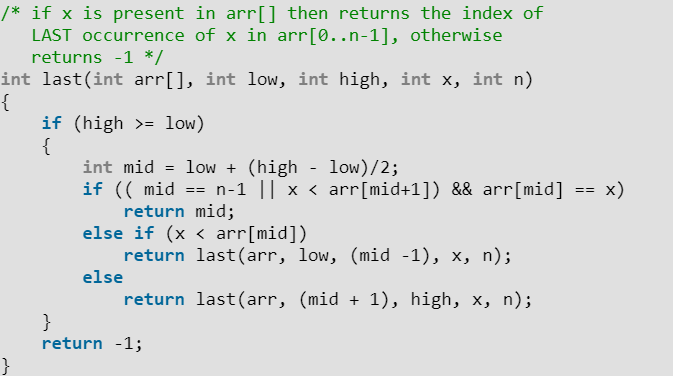 /* if x is present in arr[] then returns the index of
   LAST occurrence of x in arr[0..n-1], otherwise
   returns -1 */
int last(int arr[], int low, int high, int x, int n)
{
    if (high >= low)
    {
        int mid = low + (high - low)/2;
        if (( mid == n-1 || x < arr[mid+1]) && arr[mid] == x)
            return mid;
        else if (x < arr[mid])
            return last(arr, low, (mid -1), x, n);
        else
            return last(arr, (mid + 1), high, x, n);
    }
    return -1;
}